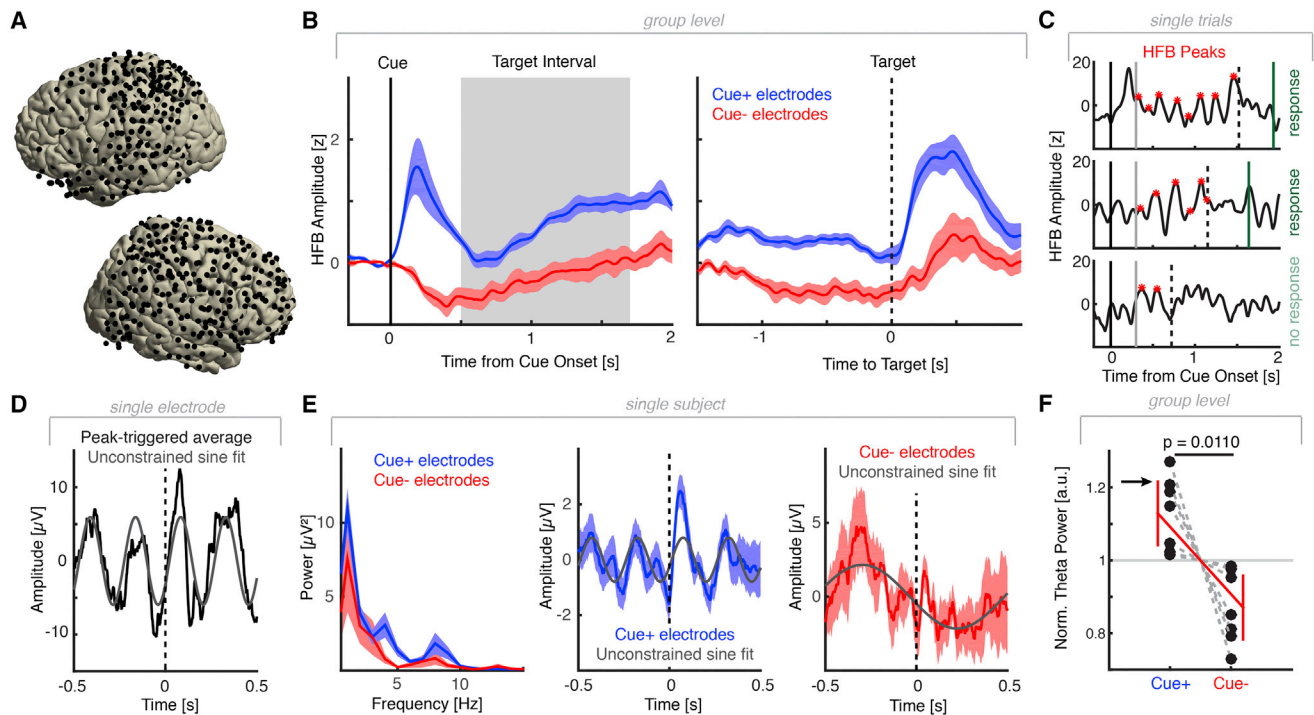 A
B
group level
Cue
Target Interval
Target
Cue+ electrodes
Cue- electrodes
HFB Amplitude [z]
2
1
0
0
1
2
Time from Cue Onset [s]
-1
0
Time to Target [s]
C
single trials
HFB Peaks
20
0
response
20
0
response
20
0
no response
HFB Amplitude [z]
0
1
2
Time from Cue Onset [s]
D
single electrode
Peak-triggered average
Unconstrained sine fit
Amplitude [µV]
10
5
0
-5
-10
-0.5
0
0.5
Time [s]
E
single subject
Cue+ electrodes
Cue- electrodes
Power [µV²]
10
5
5
10
Frequency [Hz]
Amplitude [µV]
2
0
-2
Cue+ electrodes
Unconstrained sine fit
-0.5
0
0.5
Time [s]
Cue- electrodes
Unconstrained sine fit
Amplitude [µV]
5
0
-0.5
0
0.5
Time [s]
F
group level
p = 0.0110
Norm. Theta Power [a.u.]
1.2
1
0.8
Cue+
Cue-